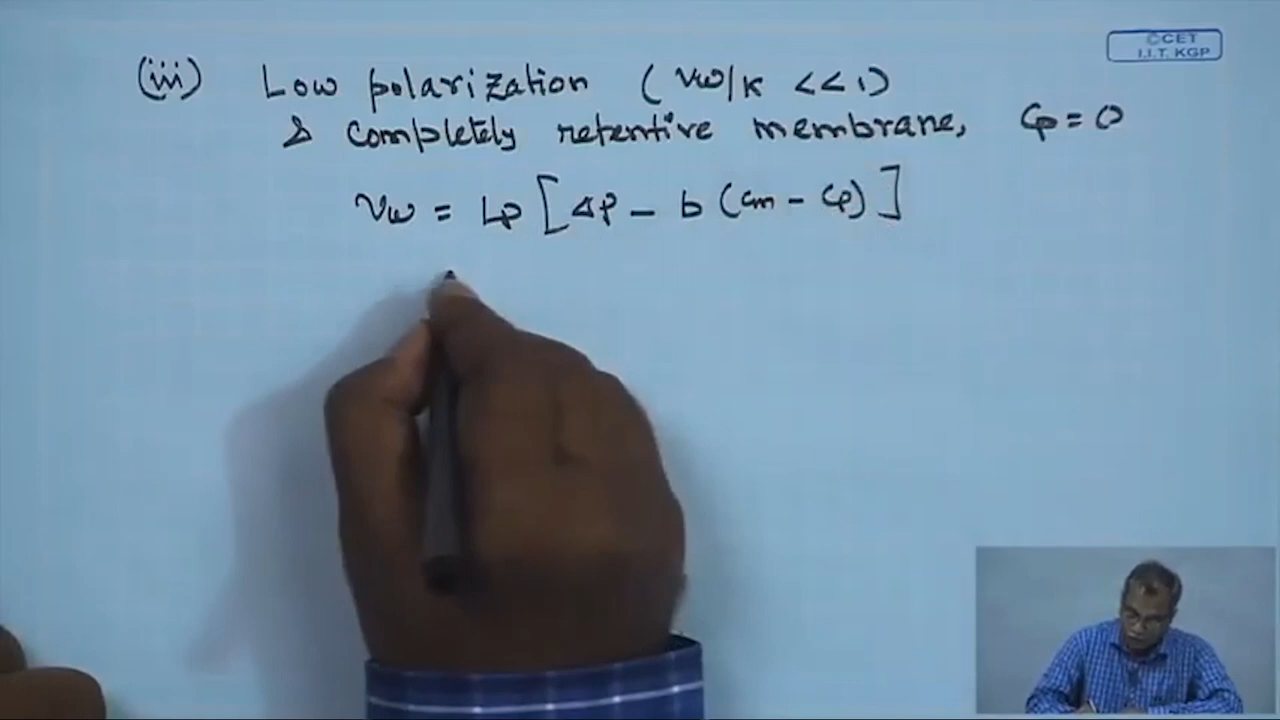 ©CET
I.I.T. KGP
(iii) Low polarization (vw/k << 1)
& completely retentive membrane, Cp = 0
vw = Lp [ΔP - b (cm - cp)]